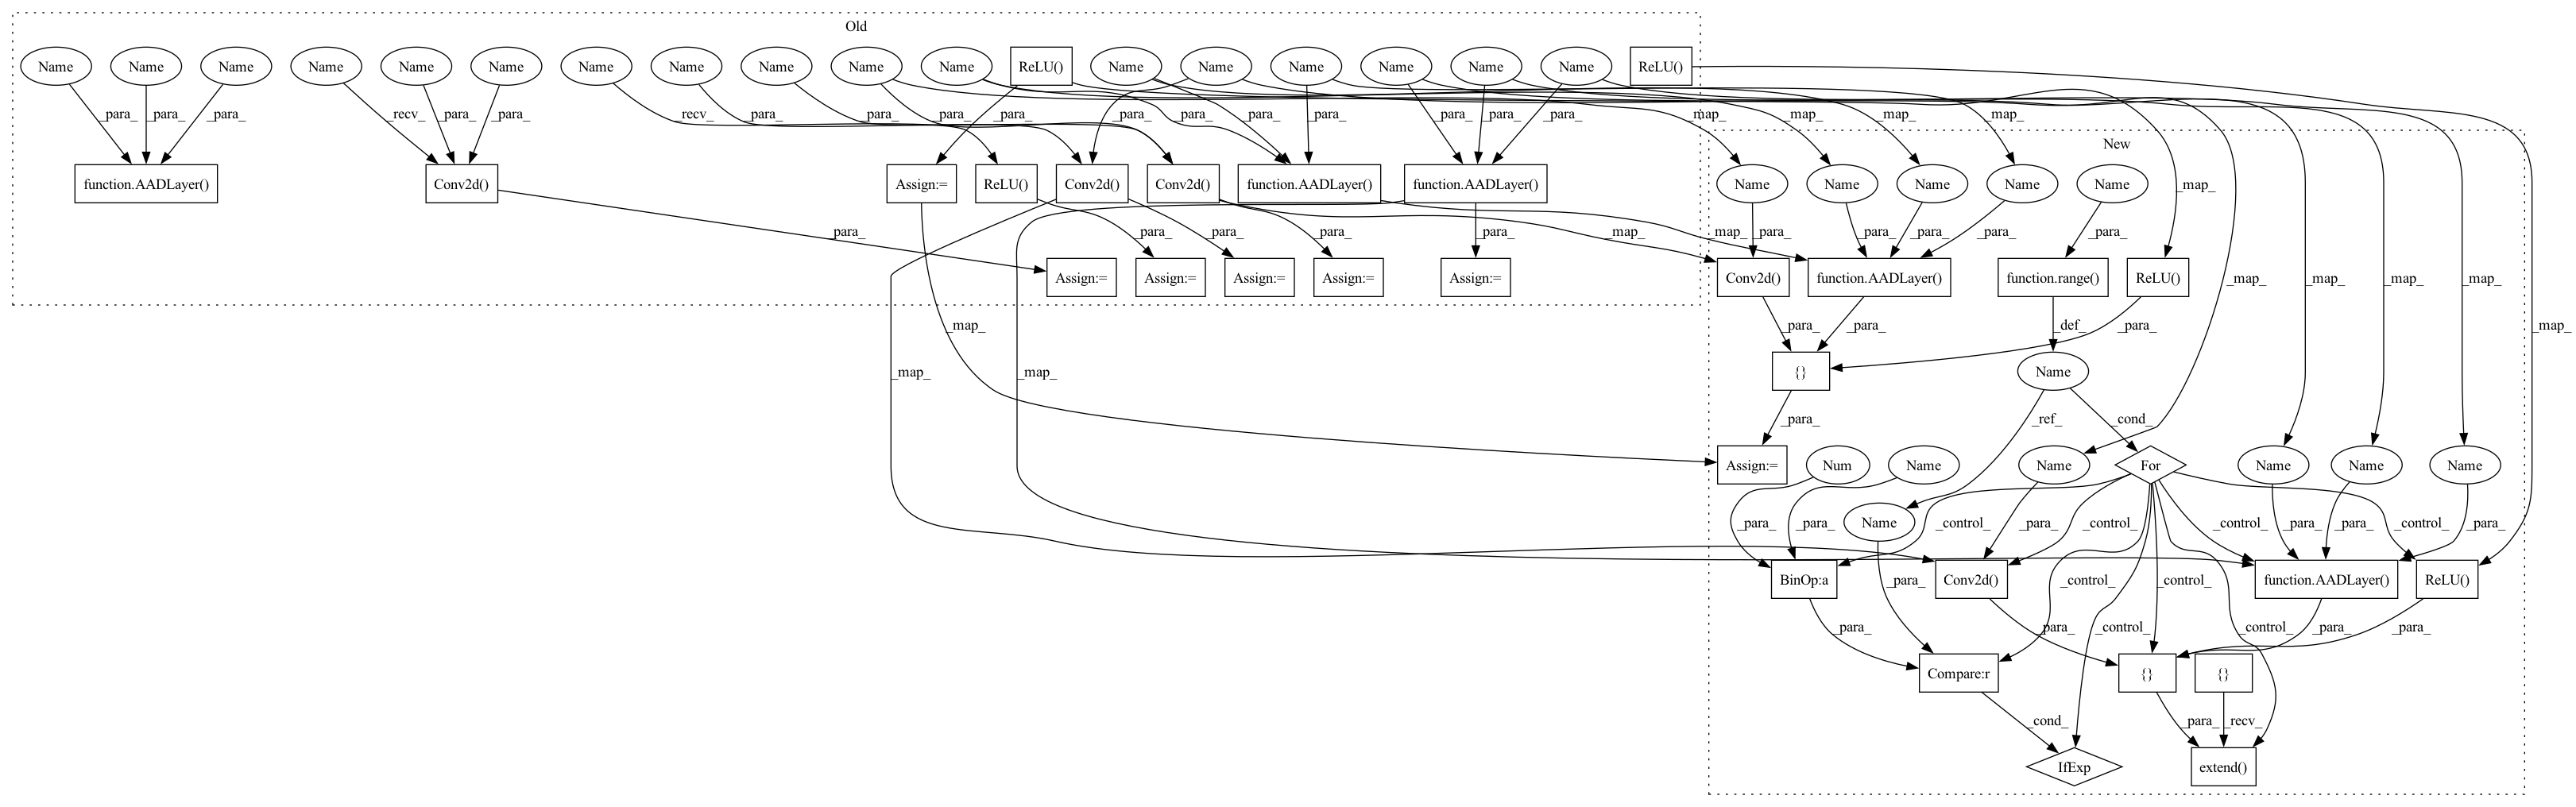 Old
Name Name Name Name Name Name Name Name Name Name Name ReLU() Name Name Name Name Name Name ReLU()
_para_ _para_ _para_ _recv_ _para_ _para_ _recv_ _para_ _para_ _para_ _para_ _para_ _para_ _para_ _para_ _para_ _para_ _para_ _map_ _map_ _map_ _map_
New
function.AADLayer() Conv2d() Assign:= ReLU() Conv2d() Conv2d() function.AADLayer() function.AADLayer() Name Name Name Name Name _map_
_para_ _para_ _para_ _para_ _para_ _map_ _map_ _para_ _para_ _para_ _para_ _para_
Assign:= Assign:= Assign:= Assign:= Assign:= Conv2d() function.AADLayer() function.range() ReLU() _map_ _map_ _map_ _map_
_map_ _para_ _para_ _def_ _para_ _map_
_map_ _map_ {} Name
_para_ _ref_ _cond_
Assign:= Num Name Name For Name Name Name
Name _para_ _para_ _control_ _para_ _control_ _control_ _para_ _para_ _control_ _para_
BinOp:a _para_ Conv2d() _control_ _control_ function.AADLayer() ReLU()
_para_ _para_ _control_ _control_ _para_ _para_
Compare:r {} {}
_cond_ _para_ _recv_
IfExp extend()